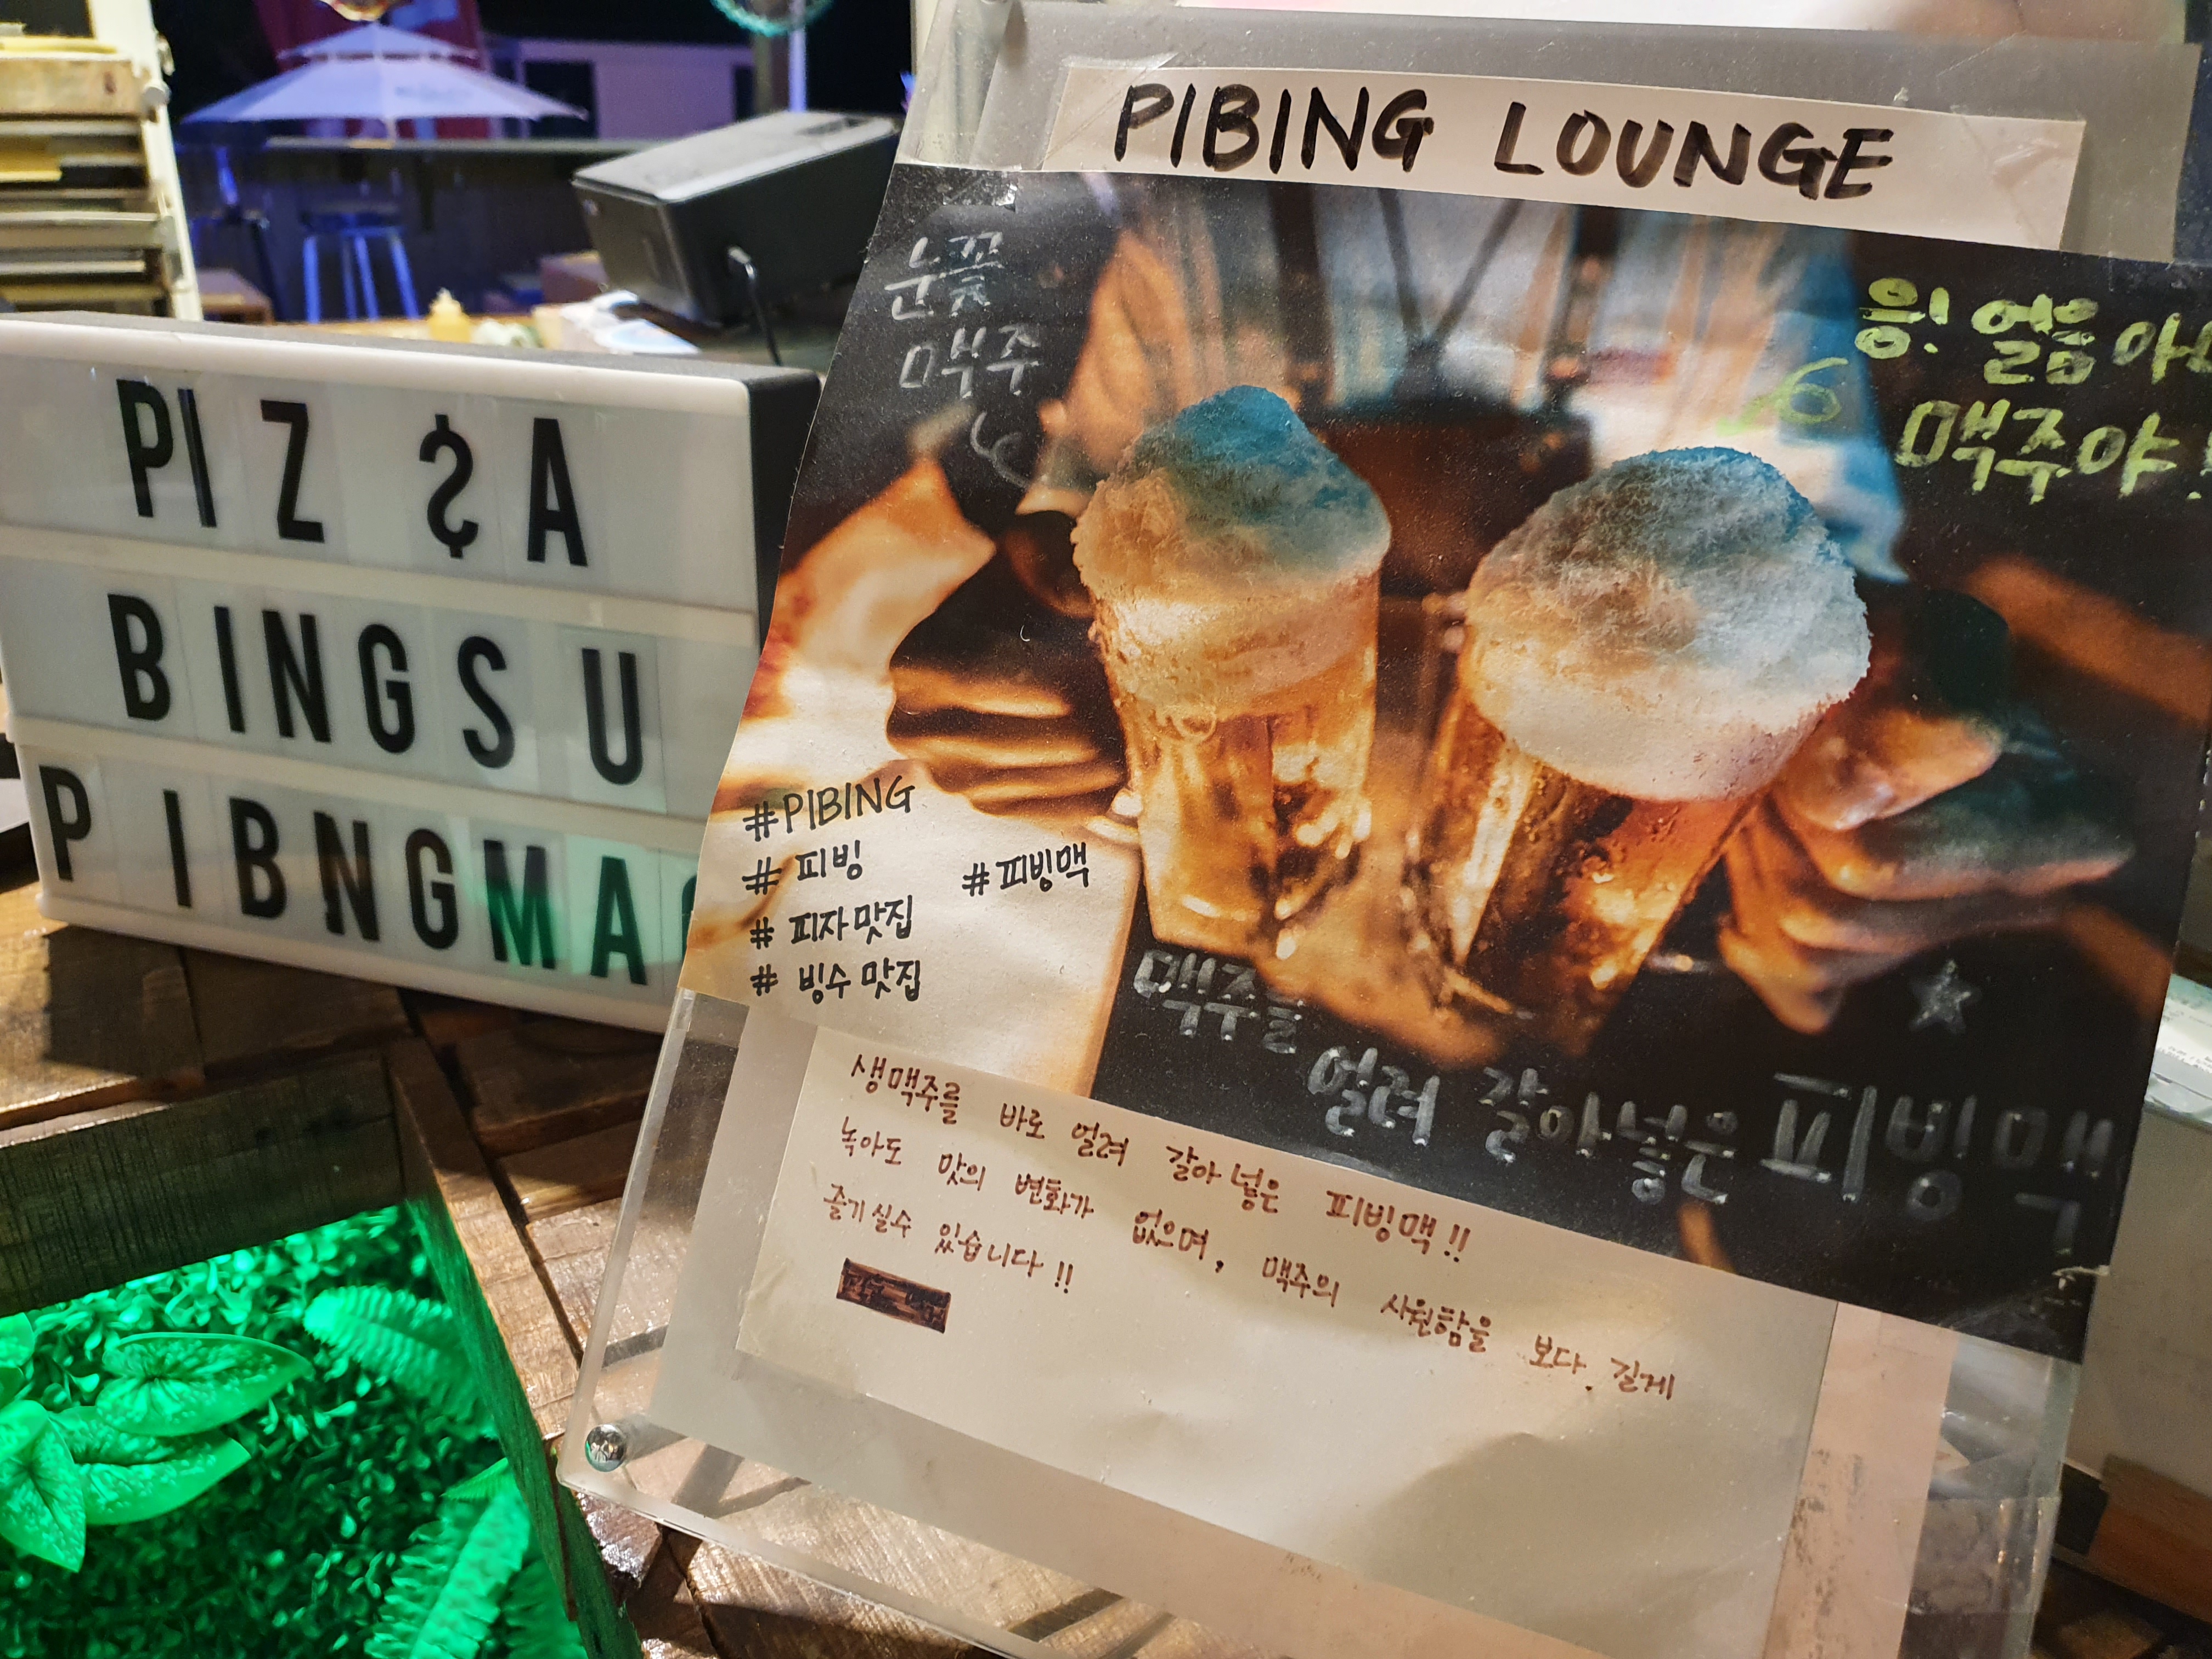 PIZ$A
BINGSU
PIBNGMA
PIBING LOUNGE
눈꽃
맥주
응! 얾음 아
맥주야!
#PIBING
#피빙
#피빙맥
#피자맛집
#빙수맛집
맥주를
얼려 갈아넣은 피빙맥
생맥주를 바로 얼려 갈아넣은 피빙맥!!
녹아도 맛의 변화가 없으며, 맥주의 시원함을 보다 길게
즐기실수 있습니다!!